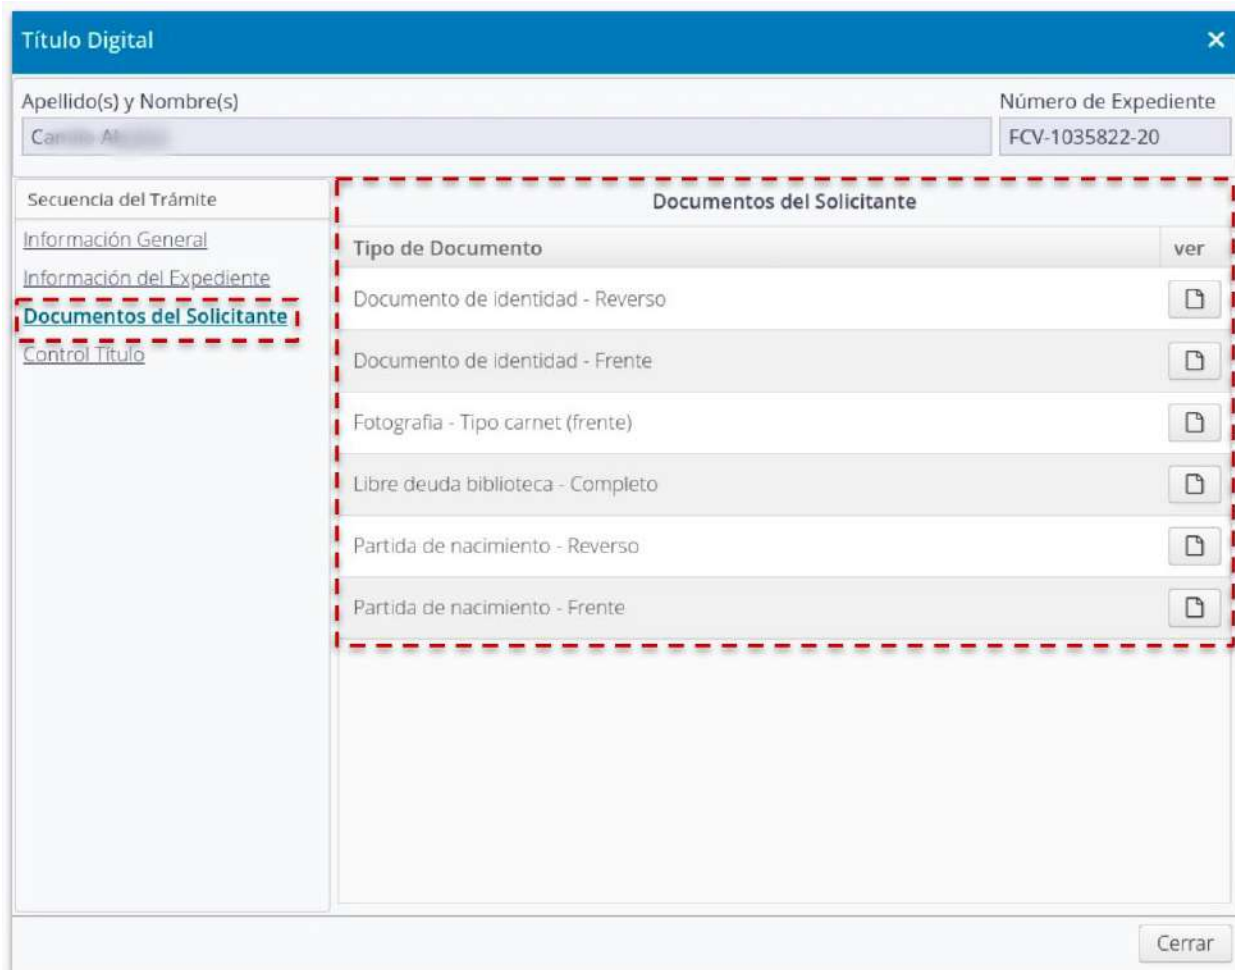 Título Digital
Apellido(s) y Nombre(s)
Número de Expediente
FCV-1035822-20
Secuencia del Trámite
Información General
Información del Expediente
Documentos del Solicitante
Control Título
Documentos del Solicitante
Tipo de Documento ver
Documento de identidad - Reverso
Documento de identidad - Frente
Fotografia - Tipo carnet (frente)
Libre deuda biblioteca - Completo
Partida de nacimiento - Reverso
Partida de nacimiento - Frente
Cerrar